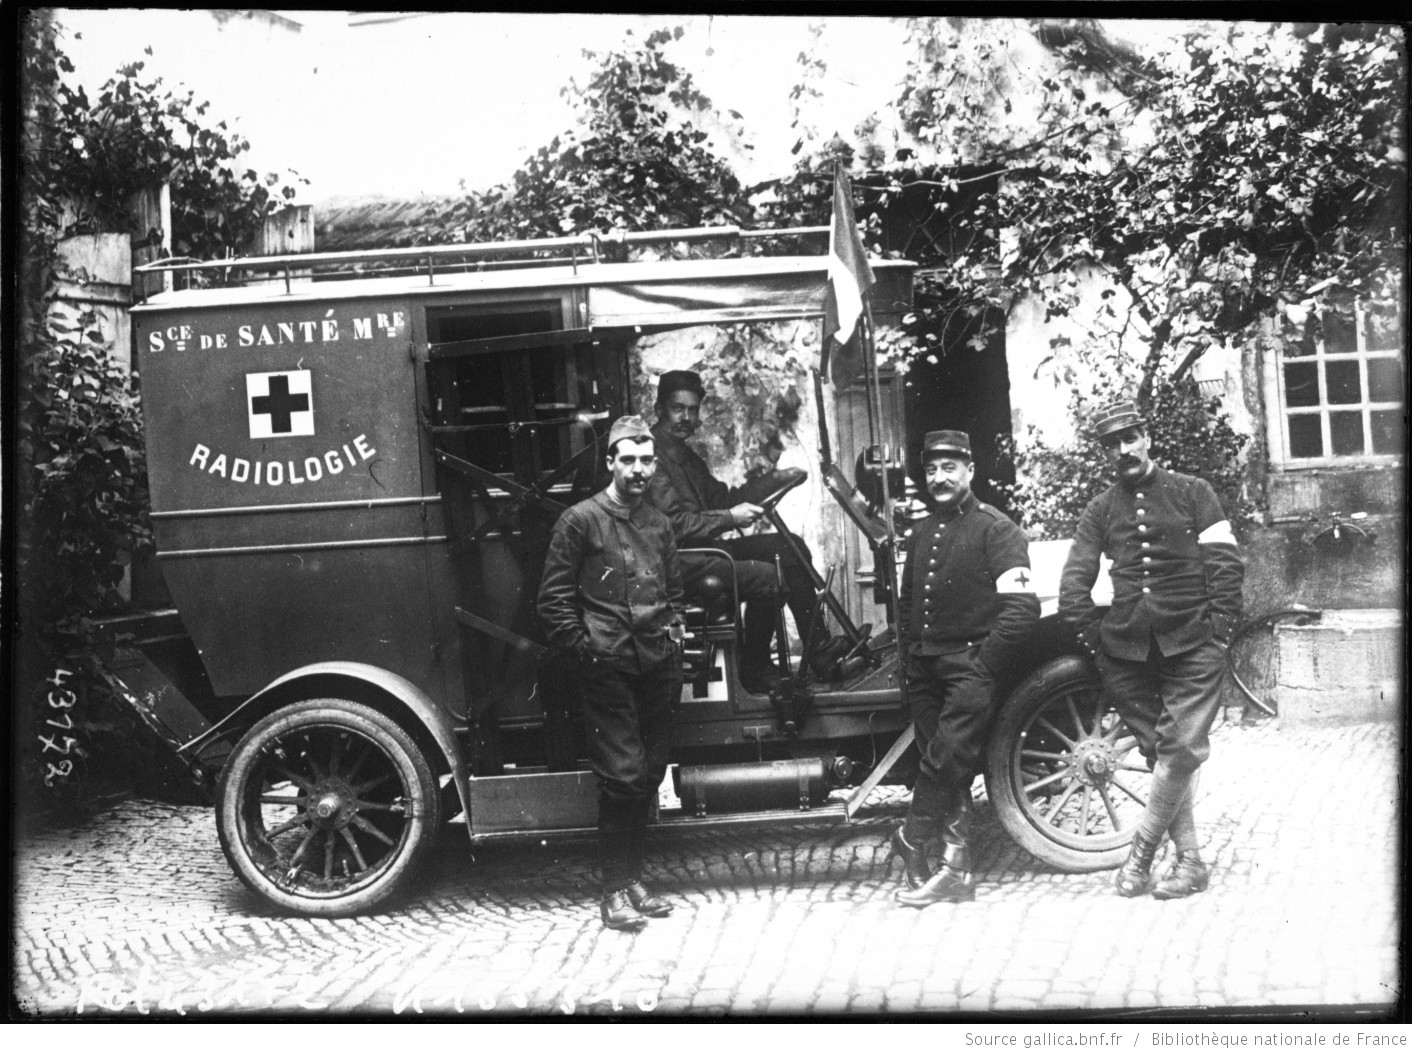 SCE DE SANTÉ MRE
RADIOLOGIE
43772
Source gallica.bnf.fr / Bibliothèque nationale de France